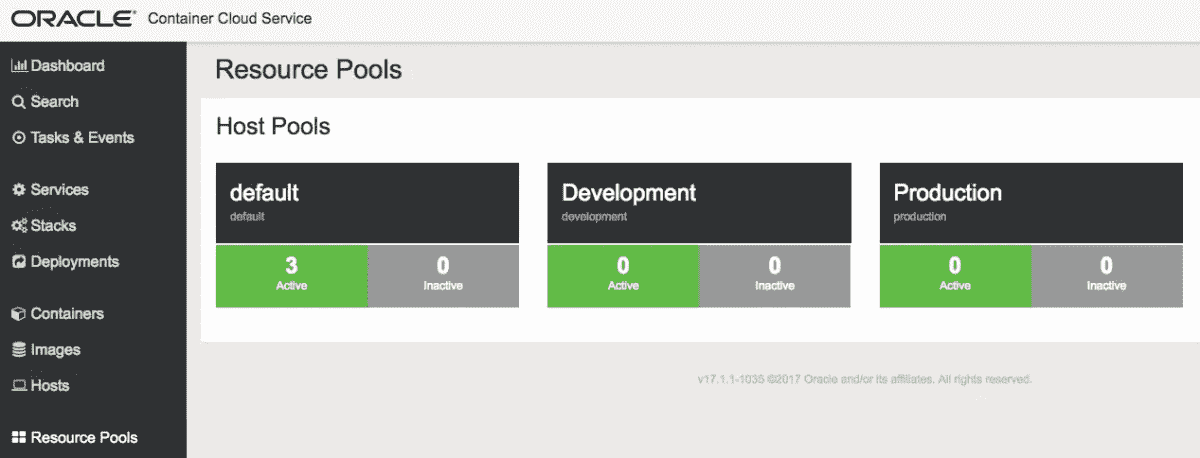 ORACLE® Container Cloud Service
Dashboard
Search
Tasks & Events
Services
Stacks
Deployments
Containers
Images
Hosts
Resource Pools
Resource Pools
Host Pools
default
default
3
Active
0
Inactive
Development
development
0
Active
0
Inactive
Production
production
0
Active
0
Inactive
v17.1.1-1035 ©2017 Oracle and/or its affiliates. All rights reserved.